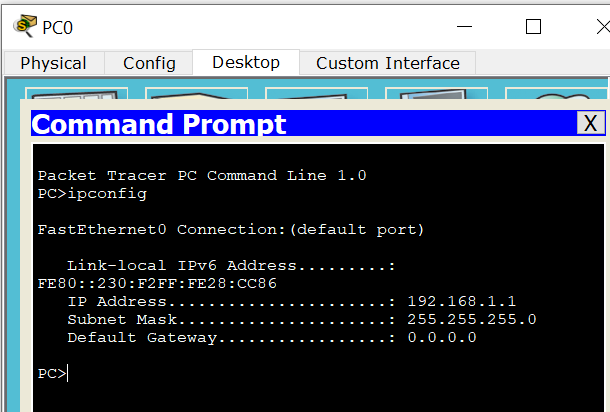 PC0
Physical Config Desktop Custom Interface
Command Prompt X
Packet Tracer PC Command Line 1.0
PC>ipconfig
FastEthernet0 Connection:(default port)
Link-local IPv6 Address.........:
FE80::230:F2FF:FE28:CC86
IP Address......................: 192.168.1.1
Subnet Mask.....................: 255.255.255.0
Default Gateway.................: 0.0.0.0
PC>